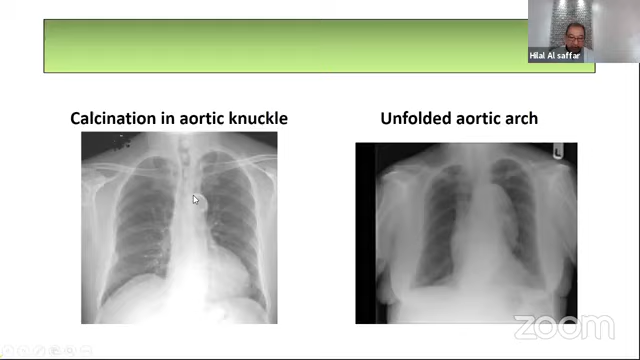 Hilal Al saffar
Calcination in aortic knuckle
Unfolded aortic arch
L
zoom